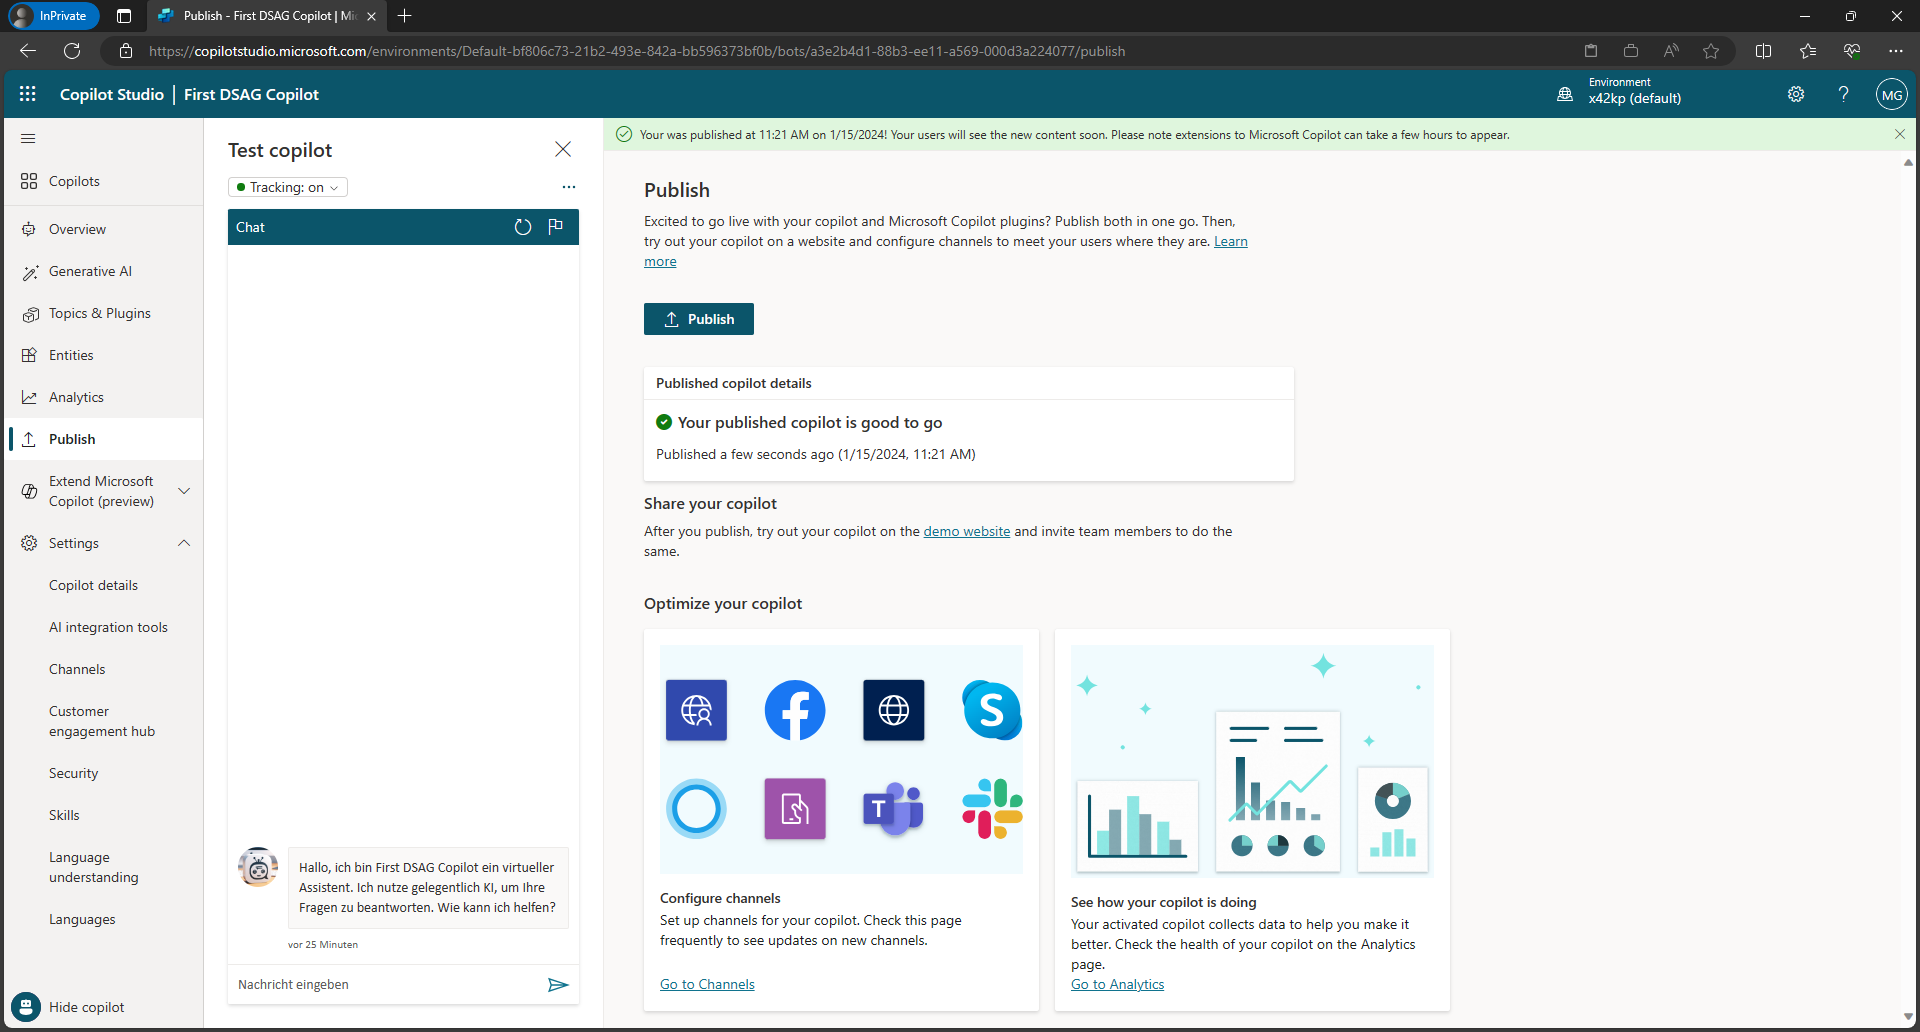 InPrivate
Publish - First DSAG Copilot | Mi
https://copilotstudio.microsoft.com/environments/Default-bf806c73-21b2-493e-842a-bb596373bf0b/bots/a3e2b4d1-88b3-ee11-a569-000d3a224077/publish
Copilot Studio | First DSAG Copilot
Environment
x42kp (default)
?
MG
Copilots
Overview
Generative AI
Topics & Plugins
Entities
Analytics
Publish
Extend Microsoft
Copilot (preview)
Settings
Copilot details
AI integration tools
Channels
Customer
engagement hub
Security
Skills
Language
understanding
Languages
Hide copilot
Test copilot
Tracking: on
Chat
Hallo, ich bin First DSAG Copilot ein virtueller
Assistent. Ich nutze gelegentlich KI, um Ihre
Fragen zu beantworten. Wie kann ich helfen?
vor 25 Minuten
Nachricht eingeben
Your was published at 11:21 AM on 1/15/2024! Your users will see the new content soon. Please note extensions to Microsoft Copilot can take a few hours to appear.
Publish
Excited to go live with your copilot and Microsoft Copilot plugins? Publish both in one go. Then,
try out your copilot on a website and configure channels to meet your users where they are. Learn
more
Publish
Published copilot details
Your published copilot is good to go
Published a few seconds ago (1/15/2024, 11:21 AM)
Share your copilot
After you publish, try out your copilot on the demo website and invite team members to do the
same.
Optimize your copilot
S
T
Configure channels
Set up channels for your copilot. Check this page
frequently to see updates on new channels.
Go to Channels
See how your copilot is doing
Your activated copilot collects data to help you make it
better. Check the health of your copilot on the Analytics
page.
Go to Analytics